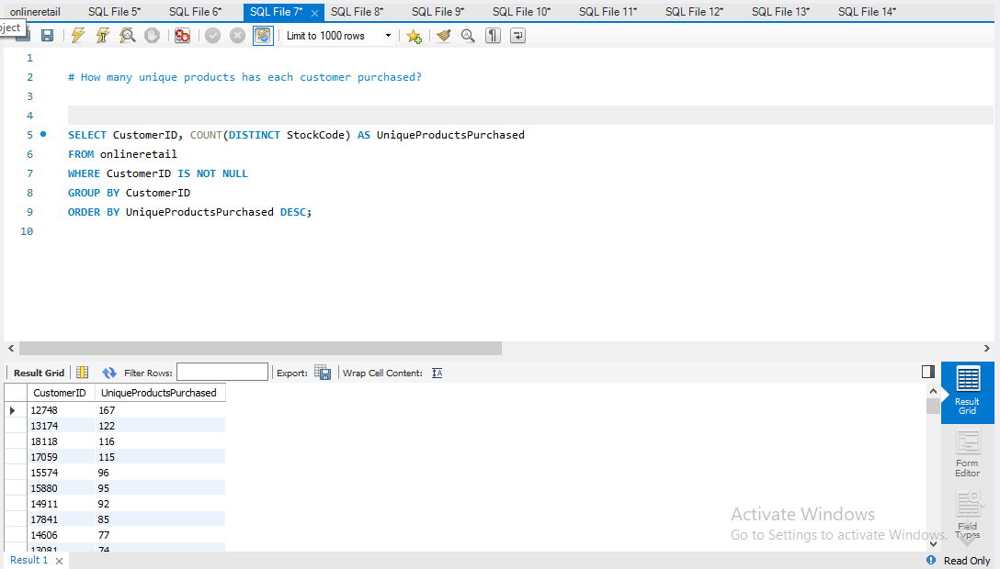 onlineretail SQL File 5* SQL File 6* SQL File 7* SQL File 8* SQL File 9* SQL File 10* SQL File 11* SQL File 12* SQL File 13* SQL File 14*
oject
Limit to 1000 rows
1
2 # How many unique products has each customer purchased?
3
4
5 SELECT CustomerID, COUNT(DISTINCT StockCode) AS UniqueProductsPurchased
6 FROM onlineretail
7 WHERE CustomerID IS NOT NULL
8 GROUP BY CustomerID
9 ORDER BY UniqueProductsPurchased DESC;
10
Result Grid Filter Rows: Export: Wrap Cell Content:
CustomerID UniqueProductsPurchased
12748 167
13174 122
18118 116
17059 115
15574 96
15880 95
14911 92
17841 85
14606 77
13081 74
Result
Grid
Form
Editor
Field
Types
Activate Windows
Go to Settings to activate Windows.
Result 1
Read Only